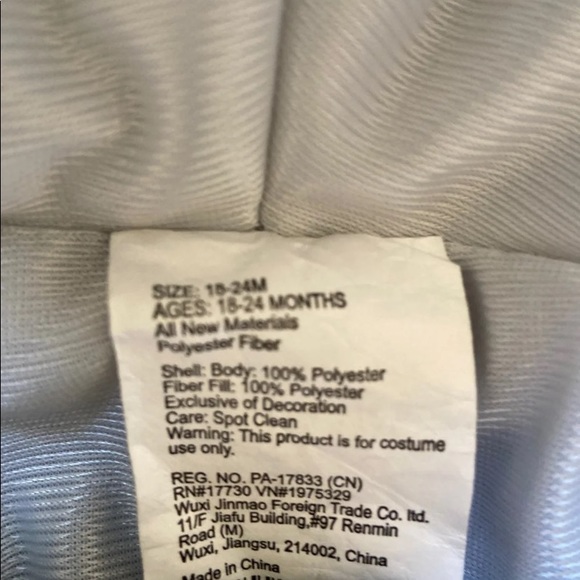 SIZE: 18-24M
AGES: 18-24 MONTHS
All New Materials
Polyester Fiber
Shell: Body: 100% Polyester
Fiber Fill: 100% Polyester
Exclusive of Decoration
Care: Spot Clean
Warning: This product is for costume
use only.
REG. NO. PA-17833 (CN)
RN#17730 VN#1975329
Wuxi Jinmao Foreign Trade Co. ltd.
11/F Jiafu Building,#97 Renmin
Road (M)
Wuxi, Jiangsu, 214002, China
Made in China